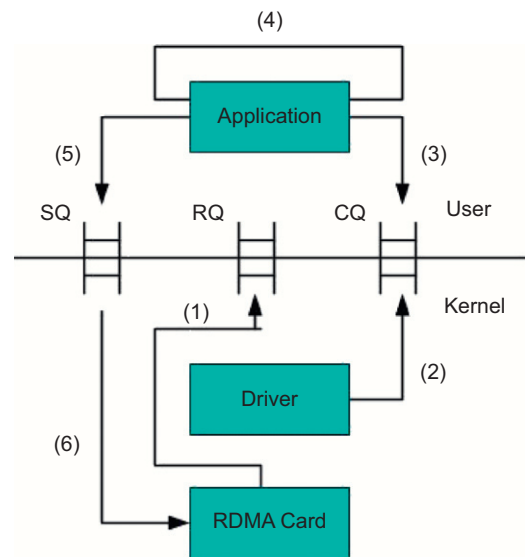 (4)
Application
(5)
(3)
SQ
RQ
CQ
User
(1)
Kernel
Driver
(2)
(6)
RDMA Card